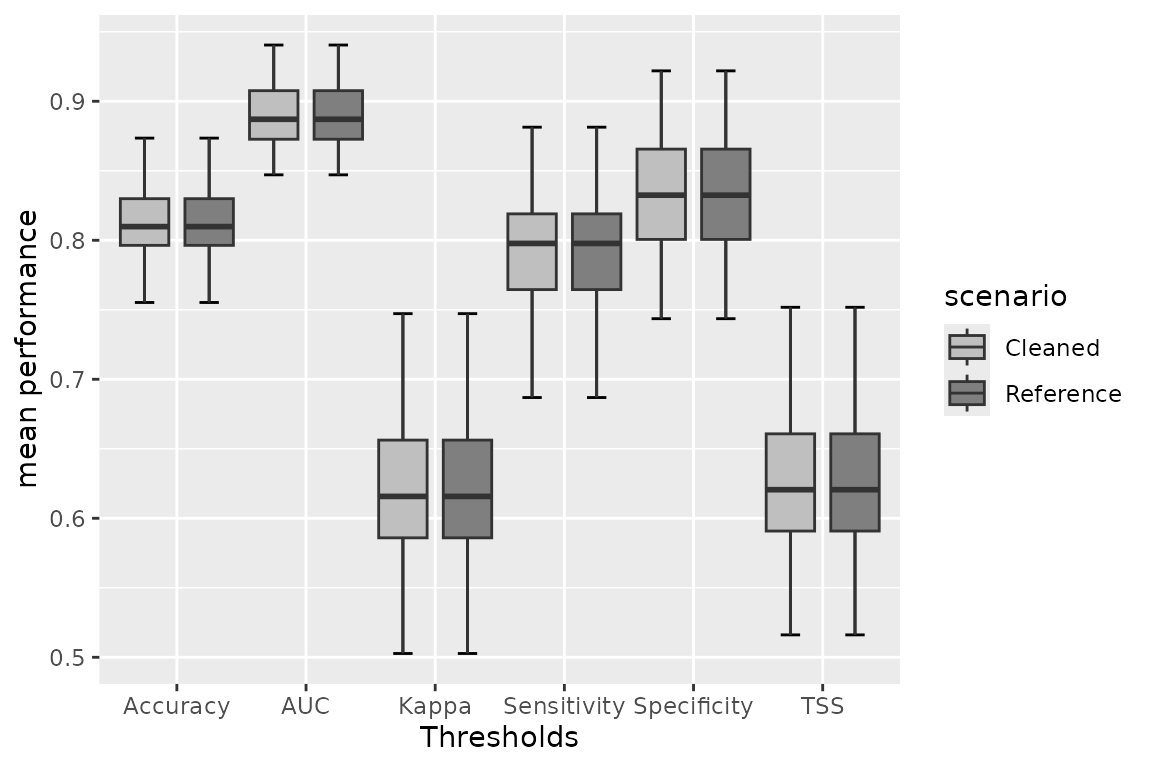 mean performance
0.9
0.8
0.7
0.6
0.5
Accuracy AUC Kappa Sensitivity Specificity TSS
Thresholds
scenario
Cleaned
Reference